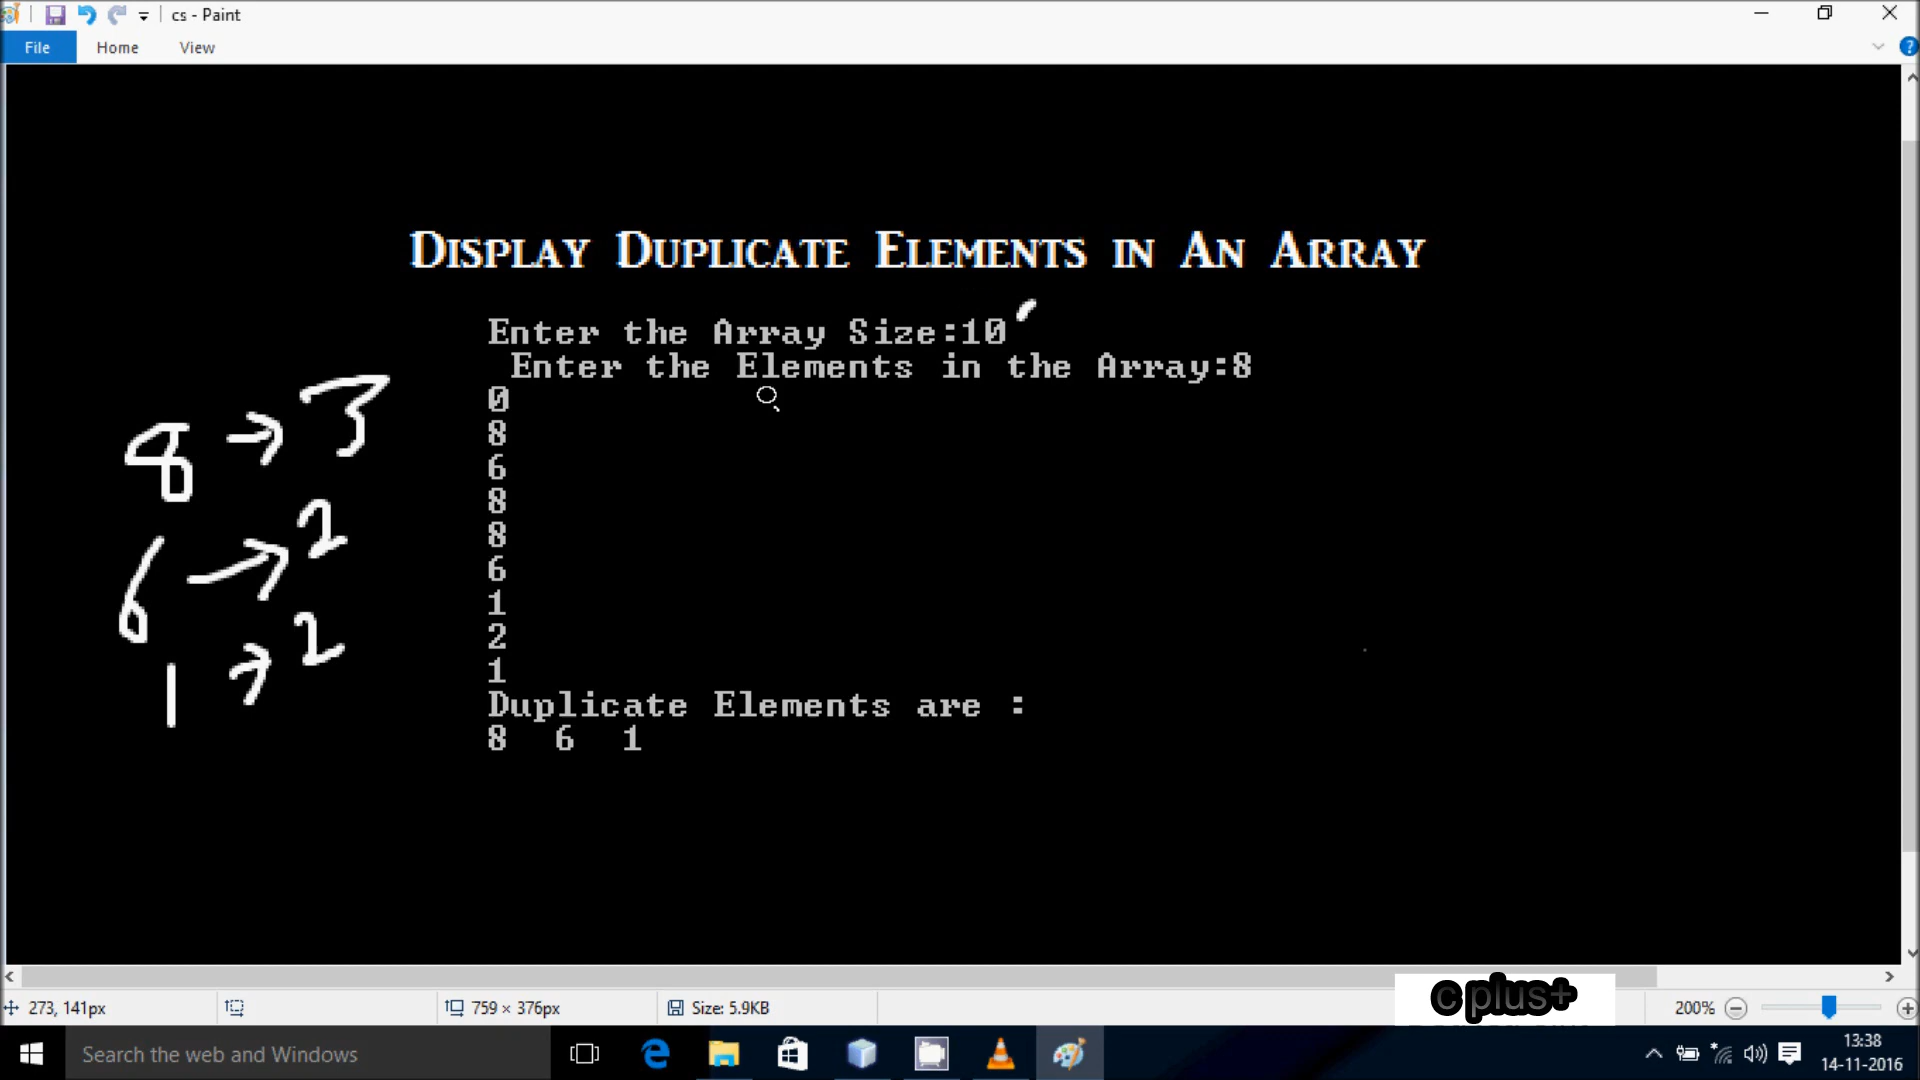 cs - Paint
File Home View
DISPLAY DUPLICATE ELEMENTS IN AN ARRAY
Enter the Array Size:10
Enter the Elements in the Array:8
0
8
6
8
8
6
1
2
1
Duplicate Elements are :
8 6 1
8 → 3
6 → 2
1 → 2
273, 141px
759 × 376px
Size: 5.9KB
c plus+
200%
Search the web and Windows
13:38
14-11-2016